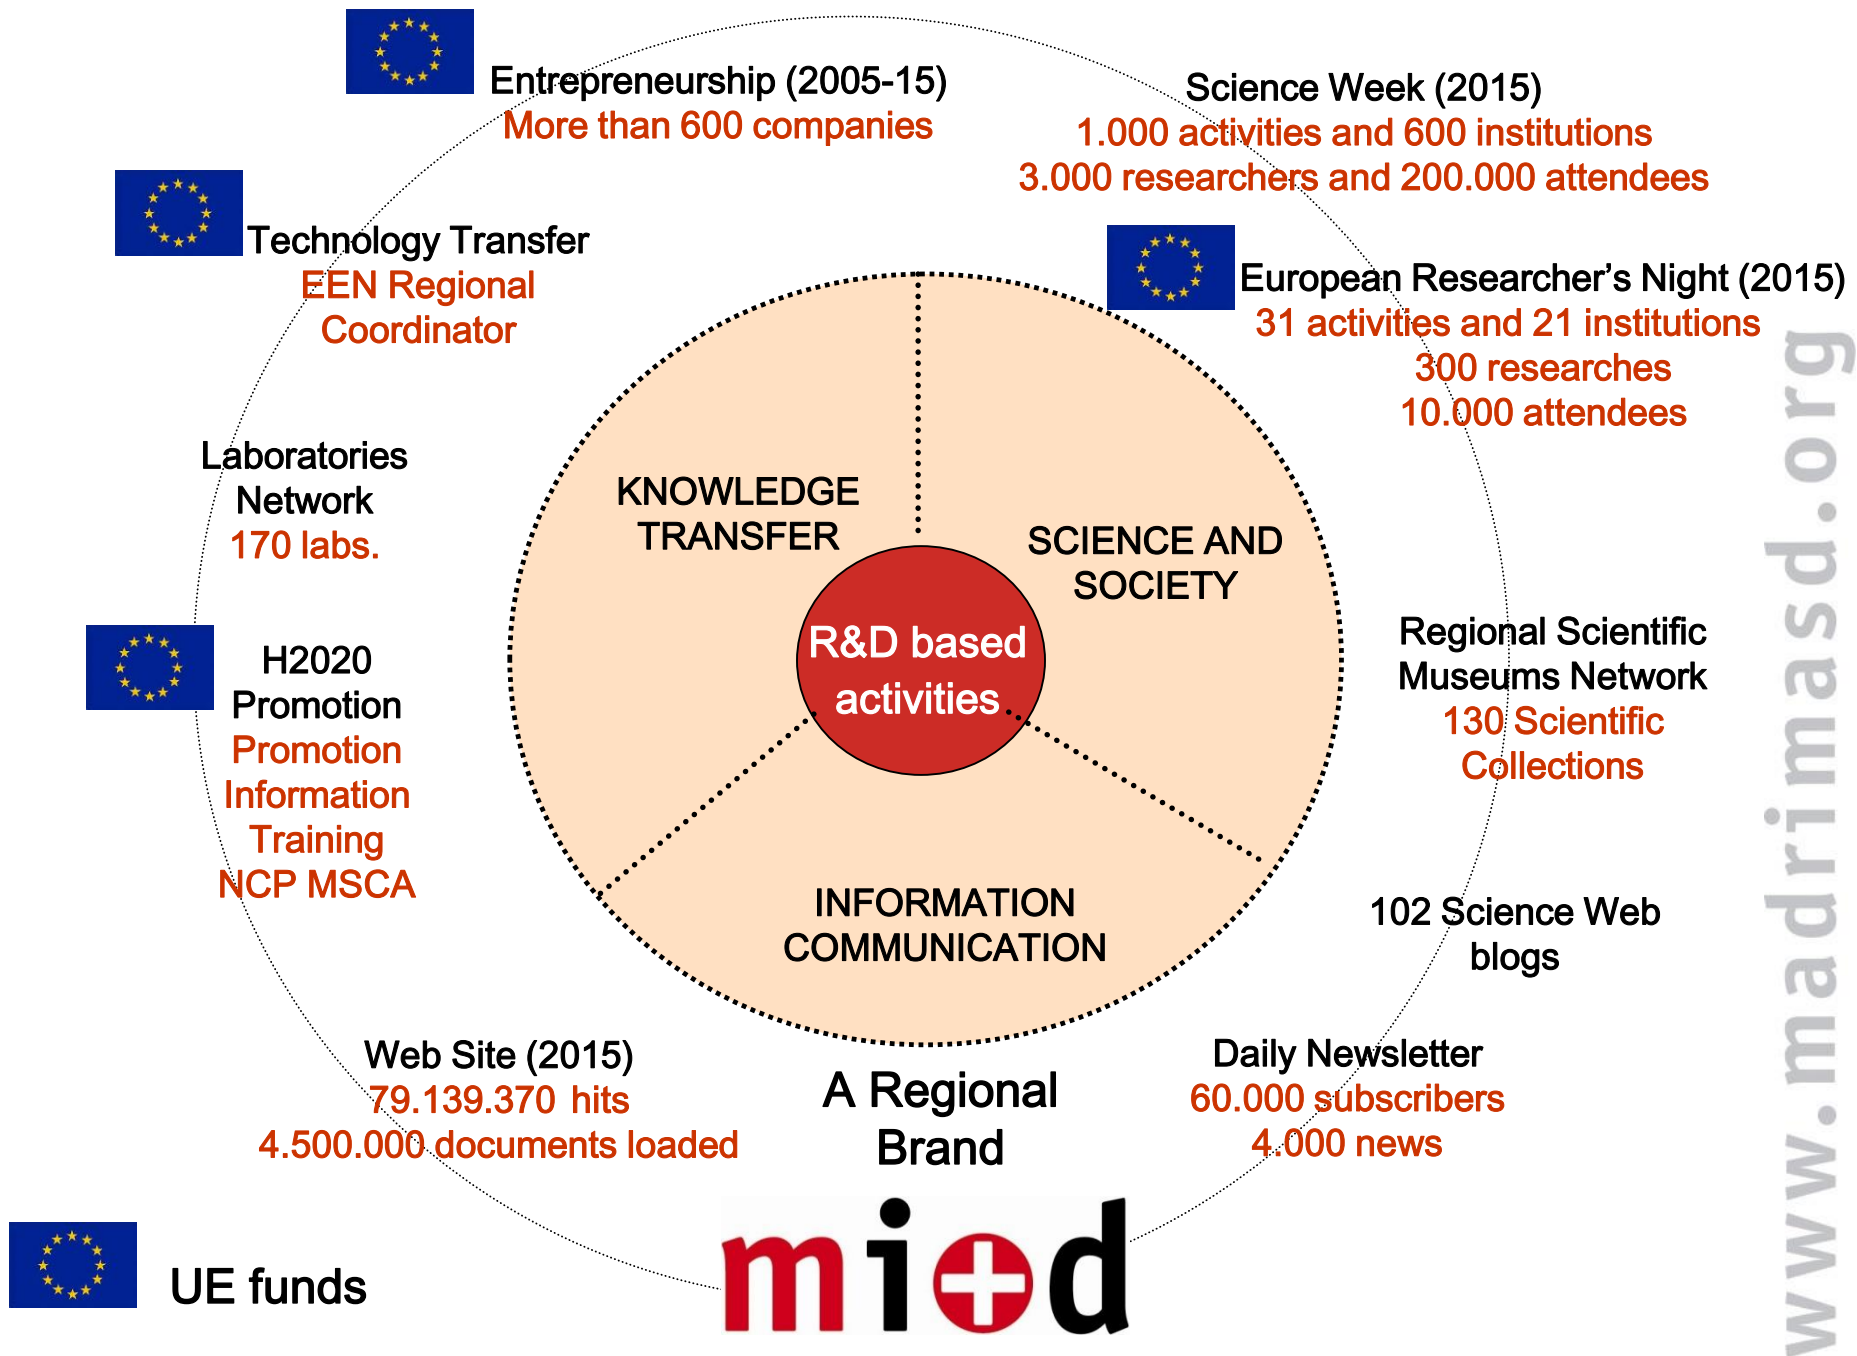 Entrepreneurship (2005-15)
More than 600 companies
Science Week (2015)
1.000 activities and 600 institutions
3.000 researchers and 200.000 attendees
Technology Transfer
EEN Regional
Coordinator
European Researcher’s Night (2015)
31 activities and 21 institutions
300 researches
10.000 attendees
Laboratories
Network
170 labs.
KNOWLEDGE
TRANSFER
SCIENCE AND
SOCIETY
R&D based
activities
H2020
Promotion
Promotion
Information
Training
NCP MSCA
Regional Scientific
Museums Network
130 Scientific
Collections
INFORMATION
COMMUNICATION
102 Science Web
blogs
Web Site (2015)
79.139.370 hits
4.500.000 documents loaded
A Regional
Brand
Daily Newsletter
60.000 subscribers
4.000 news
mi+d
UE funds
www.madrimasd.org